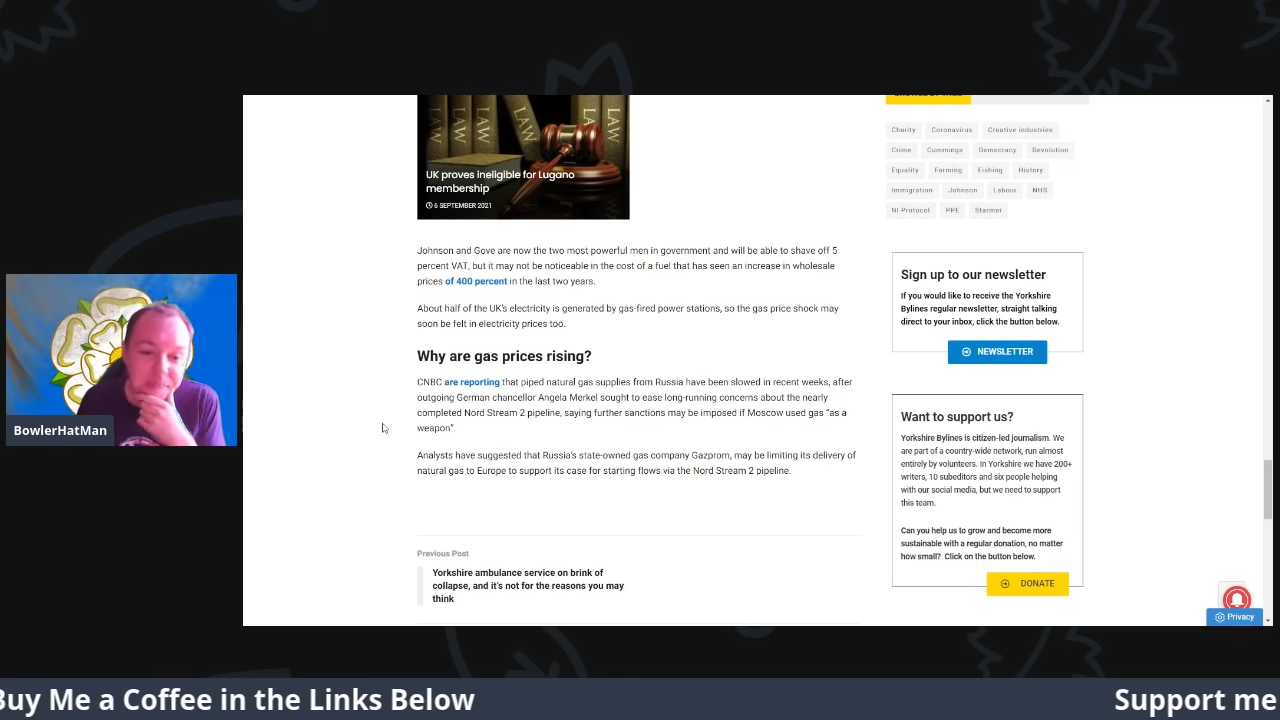 LAW
LAW
UK proves ineligible for Lugano
membership
6 SEPTEMBER 2021
Johnson and Gove are now the two most powerful men in government and will be able to shave off 5
percent VAT, but it may not be noticeable in the cost of a fuel that has seen an increase in wholesale
prices of 400 percent in the last two years.
About half of the UK's electricity is generated by gas-fired power stations, so the gas price shock may
soon be felt in electricity prices too.
Why are gas prices rising?
CNBC are reporting that piped natural gas supplies from Russia have been slowed in recent weeks, after
outgoing German chancellor Angela Merkel sought to ease long-running concerns about the nearly
completed Nord Stream 2 pipeline, saying further sanctions may be imposed if Moscow used gas “as a
weapon”.
Analysts have suggested that Russia's state-owned gas company Gazprom, may be limiting its delivery of
natural gas to Europe to support its case for starting flows via the Nord Stream 2 pipeline.
Previous Post
Yorkshire ambulance service on brink of
collapse, and it's not for the reasons you may
think
Charity Coronavirus Creative industries
Crime Cummings Democracy Devolution
Equality Farming Fishing History
Immigration Johnson Labour NHS
NI Protocol PPE Starmer
Sign up to our newsletter
If you would like to receive the Yorkshire
Bylines regular newsletter, straight talking
direct to your inbox, click the button below.
NEWSLETTER
Want to support us?
Yorkshire Bylines is citizen-led journalism. We
are part of a country-wide network, run almost
entirely by volunteers. In Yorkshire we have 200+
writers, 10 subeditors and six people helping
with our social media, but we need to support
this team.
Can you help us to grow and become more
sustainable with a regular donation, no matter
how small? Click on the button below.
DONATE
Privacy
BowlerHatMan
Buy Me a Coffee in the Links Below
Support me